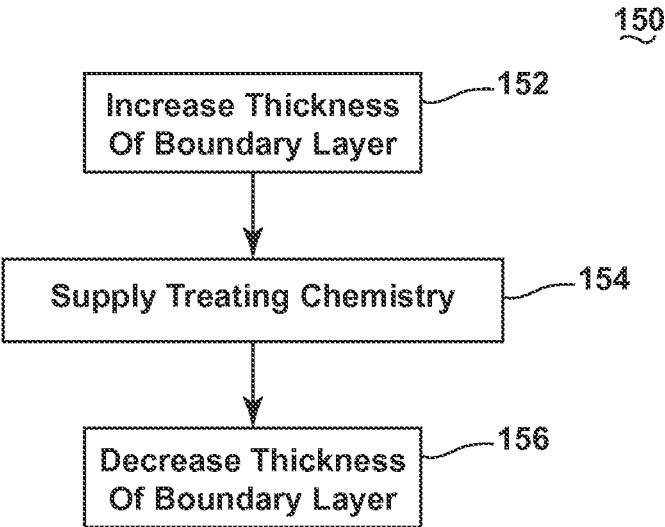 150
Increase Thickness
Of Boundary Layer
152
Supply Treating Chemistry
154
Decrease Thickness
Of Boundary Layer
156